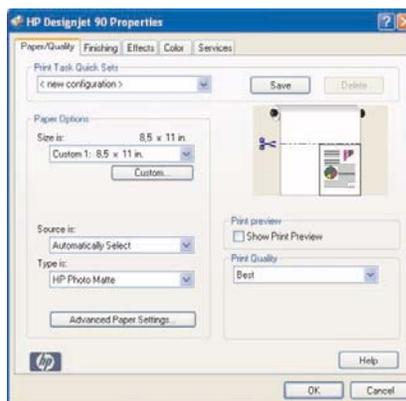 HP Designjet 90 Properties
Paper/Quality Finishing Effects Color Services
Print Task Quick Sets
< new configuration >
Save
Delete
Paper Options
Size is: 8,5 x 11 in.
Custom 1: 8,5 x 11 in.
Custom...
Source is:
Automatically Select
Type is:
HP Photo Matte
Advanced Paper Settings...
Print preview
Show Print Preview
Print Quality
Best
hp
Help
OK
Cancel